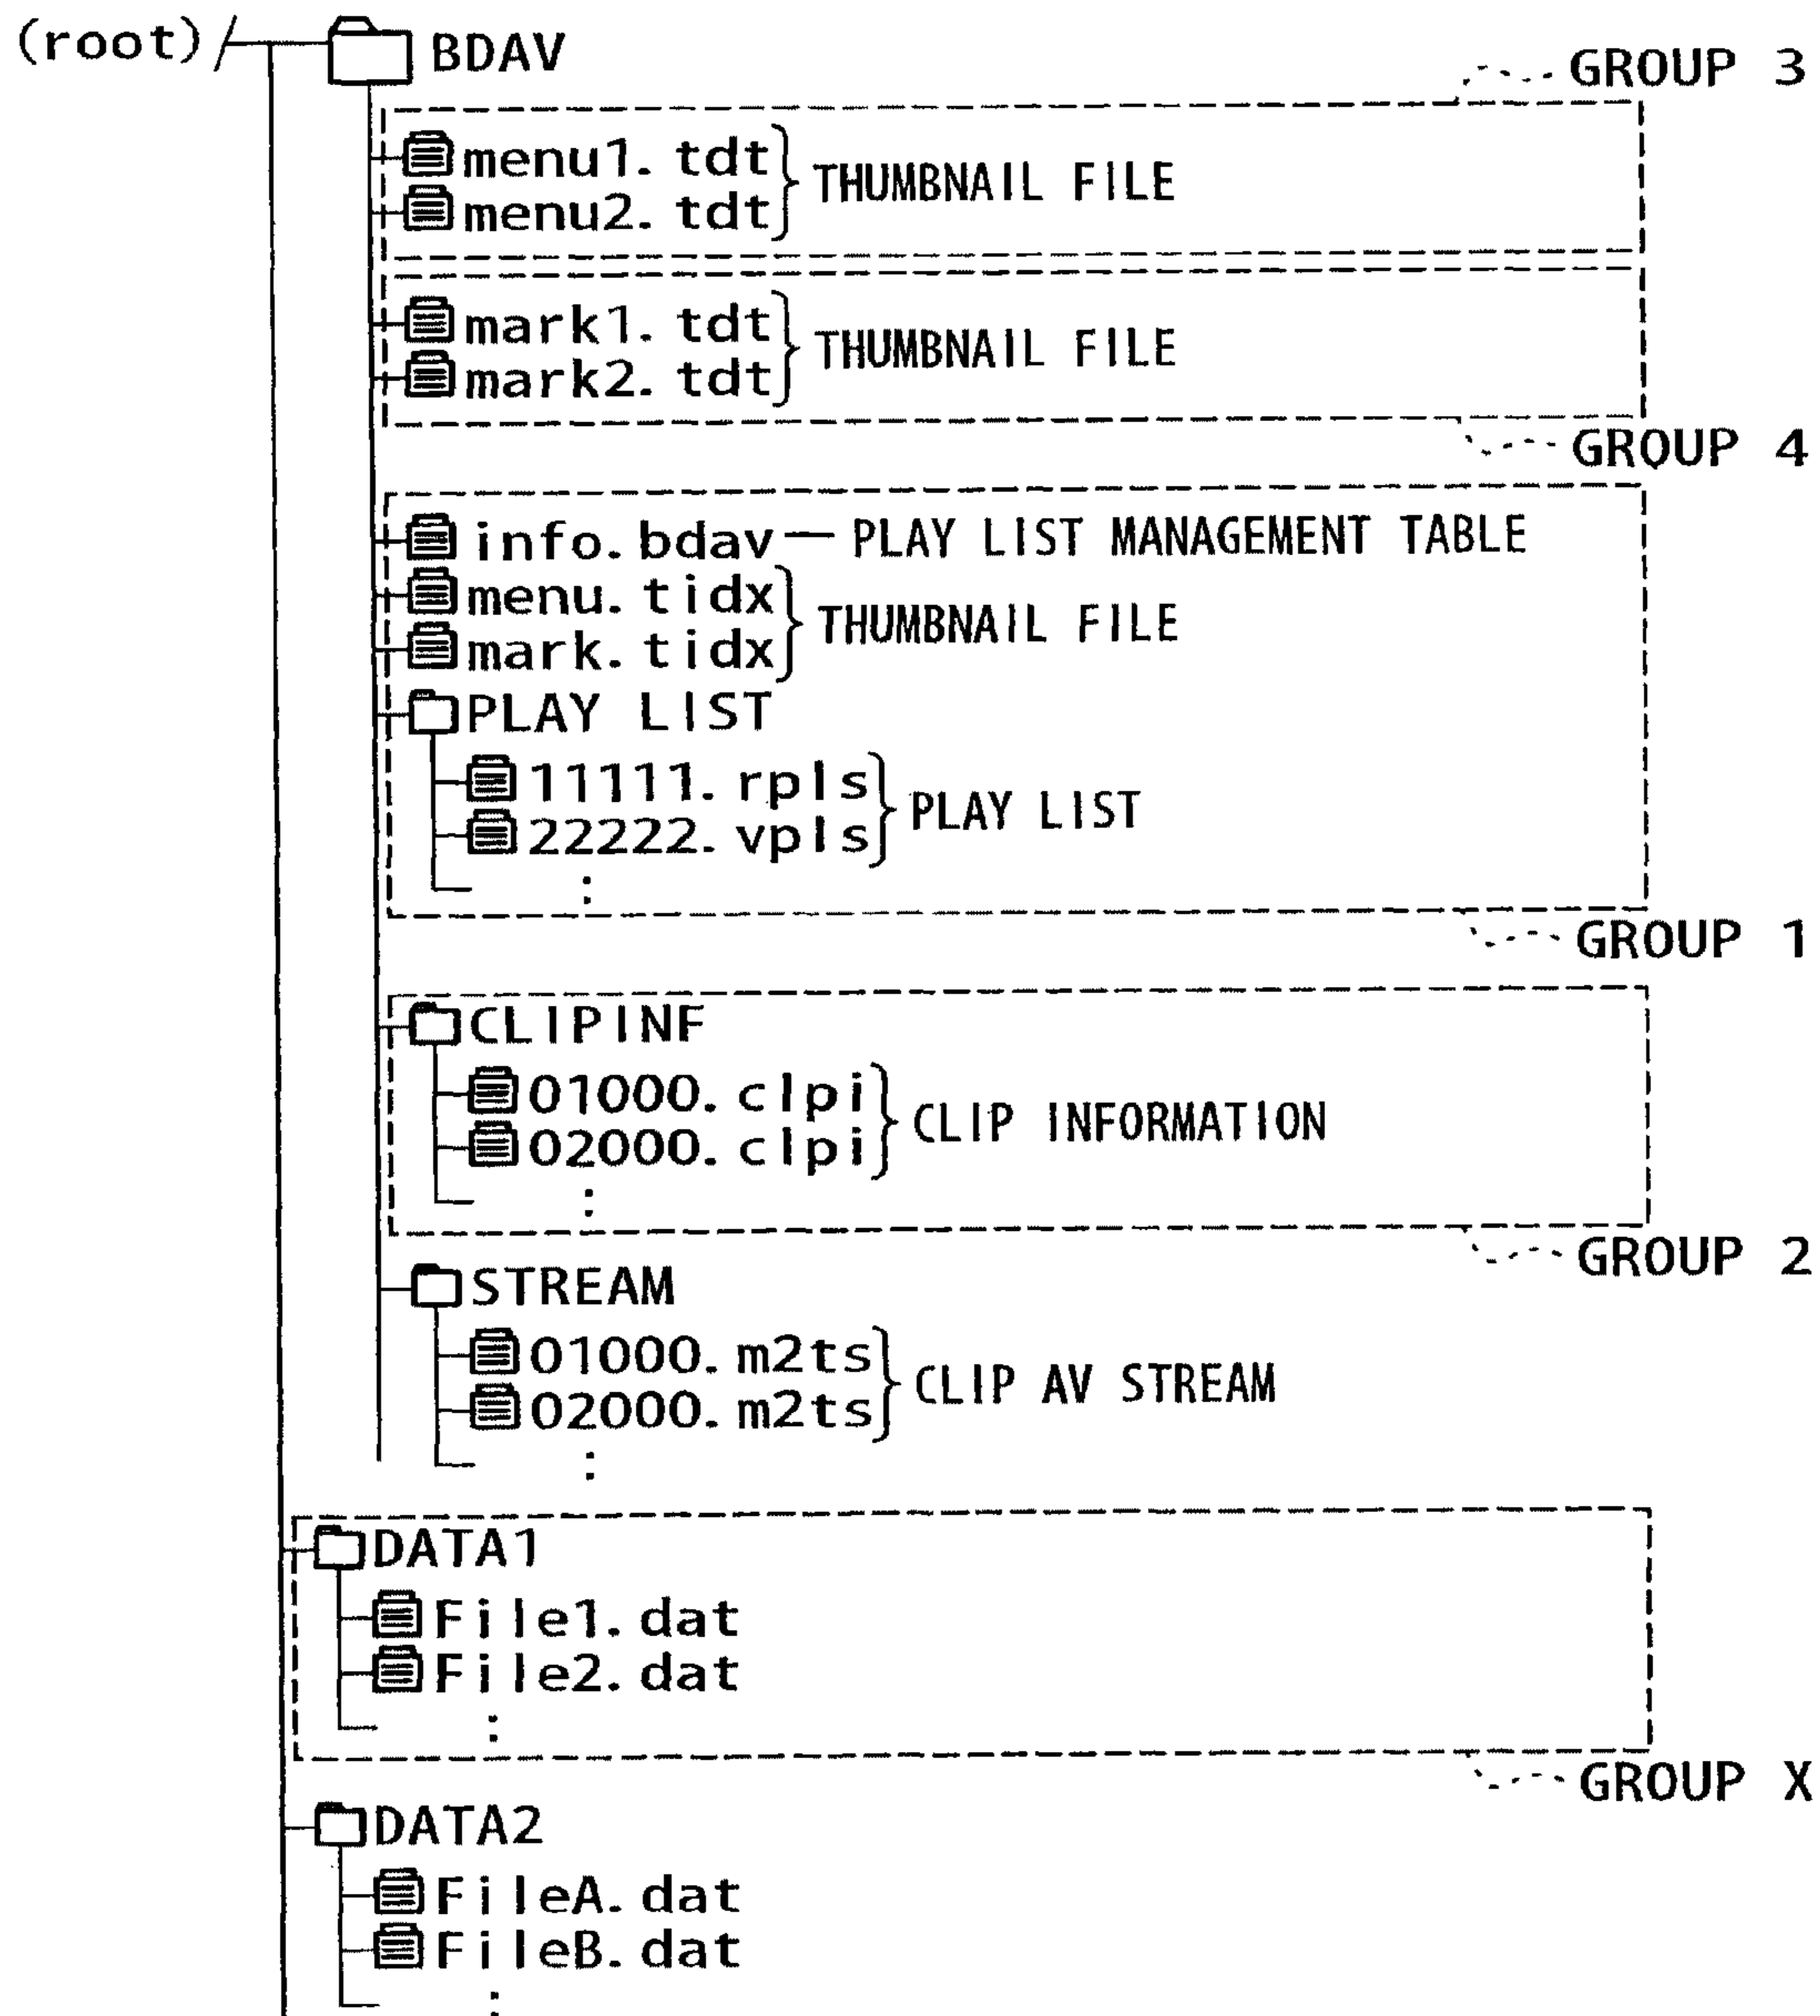 (root)/ BDAV
GROUP 3
menu1.tdt
THUMBNAIL FILE
menu2.tdt
mark1.tdt
THUMBNAIL FILE
mark2.tdt
GROUP 4
info.bdav — PLAY LIST MANAGEMENT TABLE
menu.tidx
THUMBNAIL FILE
mark.tidx
PLAY LIST
11111.rpls
PLAY LIST
22222.vpls
:
GROUP 1
CLIPINF
01000.clpi
CLIP INFORMATION
02000.clpi
:
GROUP 2
STREAM
01000.m2ts
CLIP AV STREAM
02000.m2ts
:
DATA1
File1.dat
File2.dat
:
GROUP X
DATA2
FileA.dat
FileB.dat
: